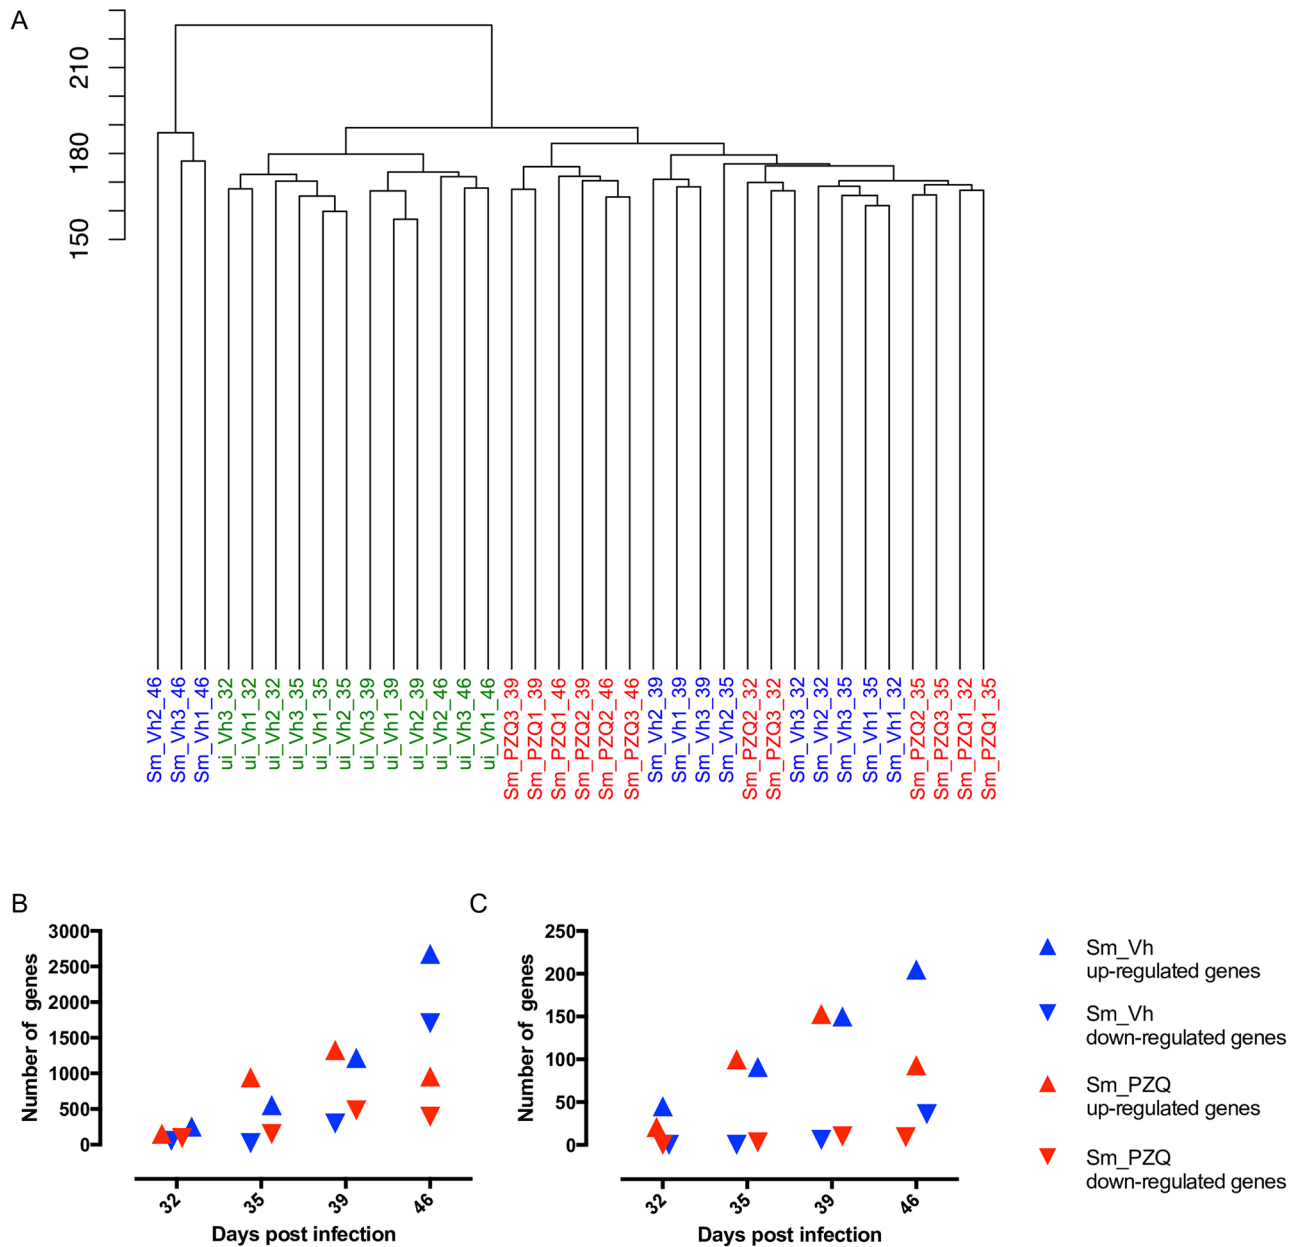 A
210
180
150
Sm_Vh2_46
Sm_Vh3_46
Sm_Vh1_46
ui_Vh3_32
ui_Vh1_32
ui_Vh2_32
ui_Vh3_35
ui_Vh1_35
ui_Vh2_35
ui_Vh3_39
ui_Vh1_39
ui_Vh2_39
ui_Vh2_46
ui_Vh3_46
ui_Vh1_46
Sm_PZQ3_39
Sm_PZQ1_39
Sm_PZQ1_46
Sm_PZQ2_39
Sm_PZQ2_46
Sm_PZQ3_46
Sm_Vh2_39
Sm_Vh1_39
Sm_Vh3_39
Sm_Vh2_35
Sm_PZQ2_32
Sm_PZQ3_32
Sm_Vh3_32
Sm_Vh2_32
Sm_Vh3_35
Sm_Vh1_35
Sm_Vh1_32
Sm_PZQ2_35
Sm_PZQ3_35
Sm_PZQ1_32
Sm_PZQ1_35
B
3000
2500
2000
1500
1000
500
0
Number of genes
32
35
39
46
Days post infection
C
250
200
150
100
50
0
Number of genes
32
35
39
46
Days post infection
Sm_Vh
up-regulated genes
Sm_Vh
down-regulated genes
Sm_PZQ
up-regulated genes
Sm_PZQ
down-regulated genes